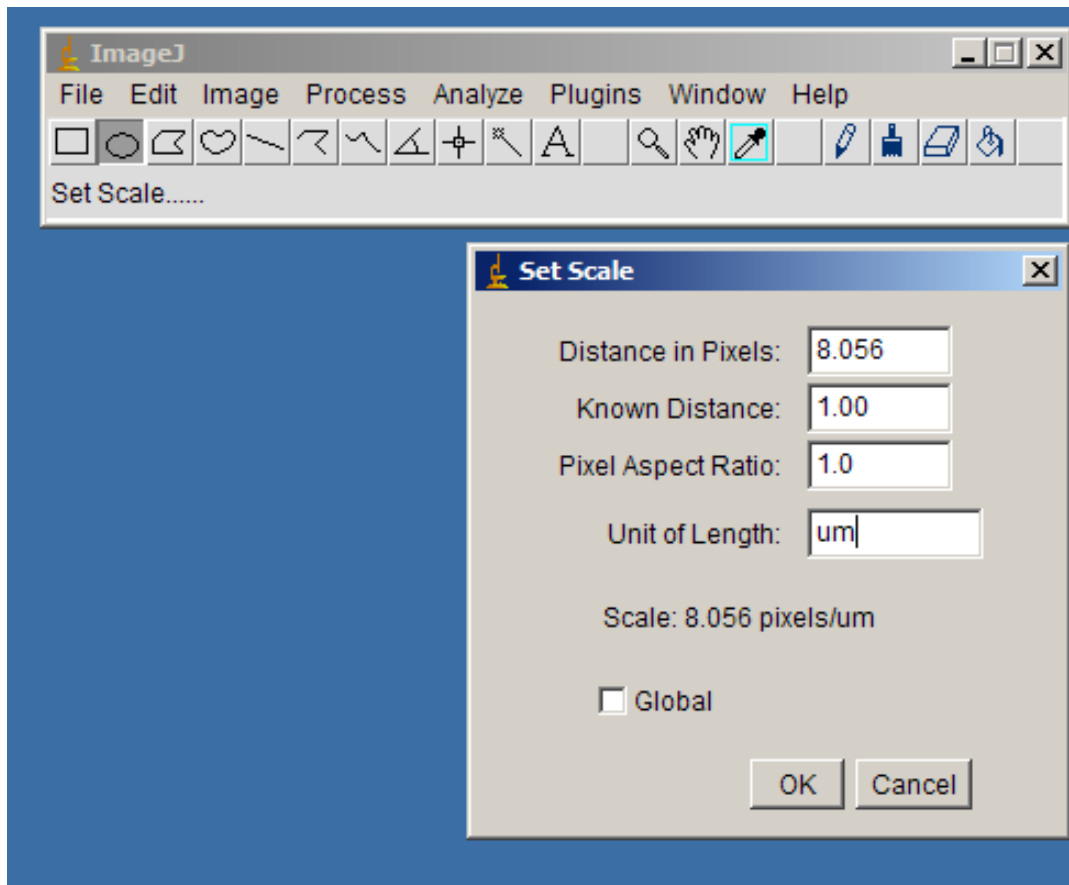 ImageJ
File Edit Image Process Analyze Plugins Window Help
A
Set Scale......
Set Scale
Distance in Pixels: 8.056
Known Distance: 1.00
Pixel Aspect Ratio: 1.0
Unit of Length: um
Scale: 8.056 pixels/um
Global
OK Cancel